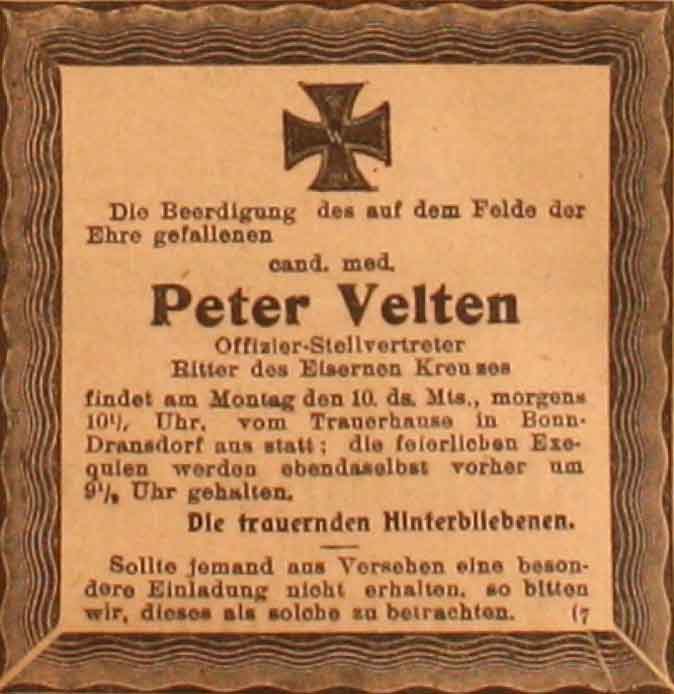 Die Beerdigung des auf dem Felde der
Ehre gefallenen
cand. med.
Peter Velten
Offizier-Stellvertreter
Ritter des Eisernen Kreuzes
findet am Montag den 10. ds. Mts., morgens
Uhr, vom Trauerhause in Bonn-
Dransdorf aus statt; die feierlichen Exe-
quien werden ebendaselbst vorher um
9½ Uhr gehalten.
Die trauernden Hinterbliebenen.
Sollte jemand aus Versehen eine beson-
dere Einladung nicht erhalten, so bitten
wir, dieses als solche zu betrachten. (7